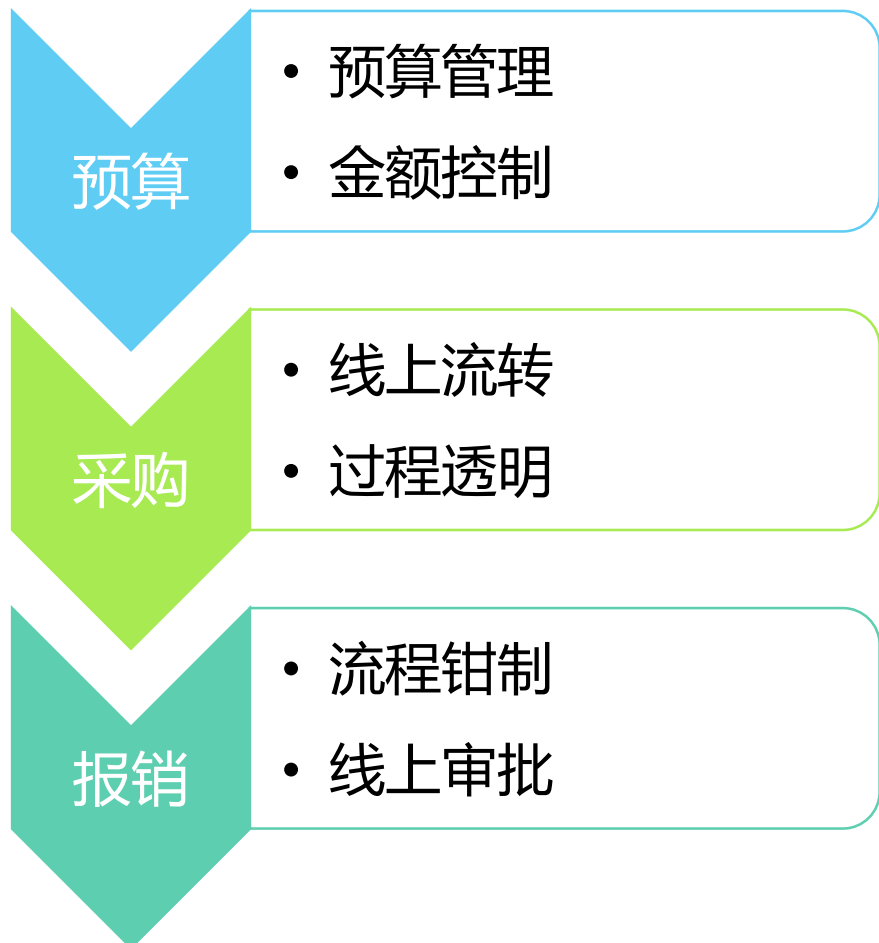 预算
• 预算管理
• 金额控制
采购
• 线上流转
• 过程透明
报销
• 流程钳制
• 线上审批